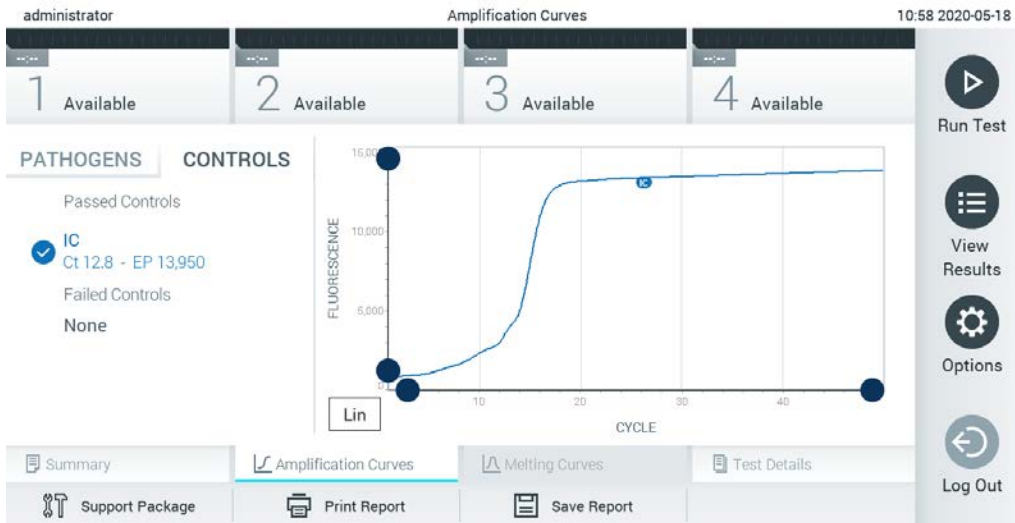 administrator
Amplification Curves
10:58 2020-05-18
--:--
1 Available
--:--
2 Available
--:--
3 Available
--:--
4 Available
Run Test
View
Results
Options
Log Out
PATHOGENS
CONTROLS
Passed Controls
IC
Ct 12.8 - EP 13,950
Failed Controls
None
FLUORESCENCE
10,000
5,000
0
IC
10
20
30
40
CYCLE
Lin
Summary
Amplification Curves
Melting Curves
Test Details
Support Package
Print Report
Save Report